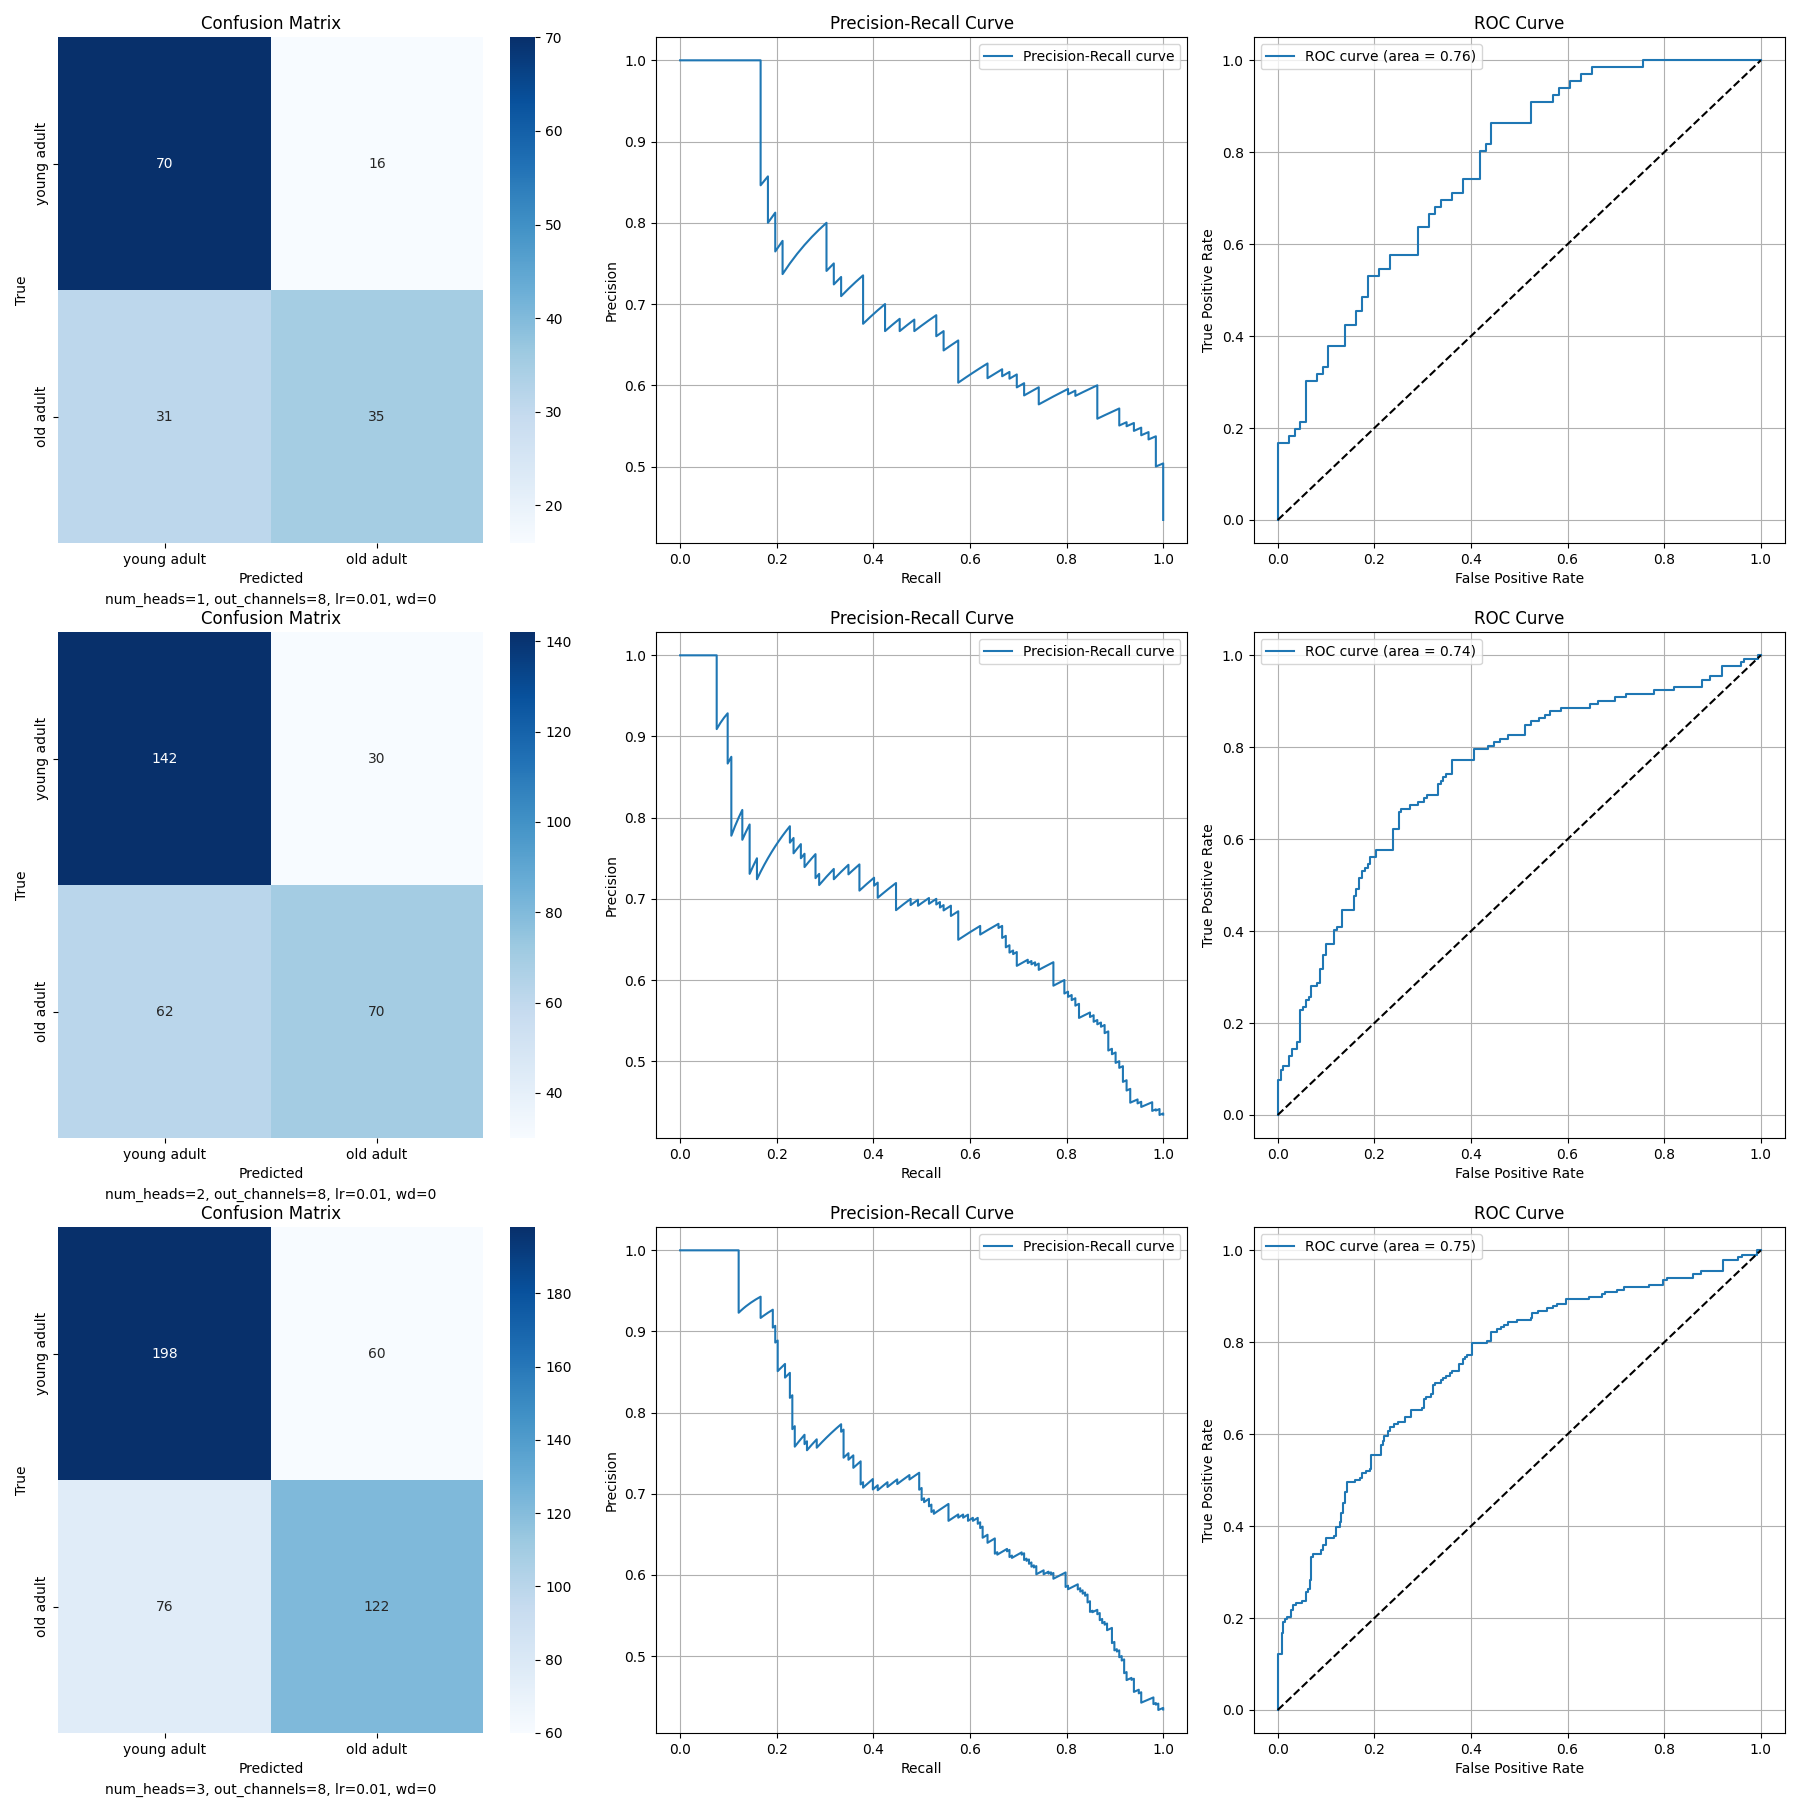 Confusion Matrix
70
16
31
35
young adult
old adult
True
young adult
old adult
Predicted
num_heads=1, out_channels=8, lr=0.01, wd=0
70
60
50
40
30
20
Precision-Recall Curve
Precision-Recall curve
1.0
0.9
0.8
0.7
0.6
0.5
Precision
0.0
0.2
0.4
0.6
0.8
1.0
Recall
ROC Curve
ROC curve (area = 0.76)
1.0
0.8
0.6
0.4
0.2
0.0
True Positive Rate
0.0
0.2
0.4
0.6
0.8
1.0
False Positive Rate
Confusion Matrix
142
30
62
70
young adult
old adult
True
young adult
old adult
Predicted
num_heads=2, out_channels=8, lr=0.01, wd=0
140
120
100
80
60
40
Precision-Recall Curve
Precision-Recall curve
1.0
0.9
0.8
0.7
0.6
0.5
Precision
0.0
0.2
0.4
0.6
0.8
1.0
Recall
ROC Curve
ROC curve (area = 0.74)
1.0
0.8
0.6
0.4
0.2
0.0
True Positive Rate
0.0
0.2
0.4
0.6
0.8
1.0
False Positive Rate
Confusion Matrix
198
60
76
122
young adult
old adult
True
young adult
old adult
Predicted
num_heads=3, out_channels=8, lr=0.01, wd=0
180
160
140
120
100
80
60
Precision-Recall Curve
Precision-Recall curve
1.0
0.9
0.8
0.7
0.6
0.5
Precision
0.0
0.2
0.4
0.6
0.8
1.0
Recall
ROC Curve
ROC curve (area = 0.75)
1.0
0.8
0.6
0.4
0.2
0.0
True Positive Rate
0.0
0.2
0.4
0.6
0.8
1.0
False Positive Rate